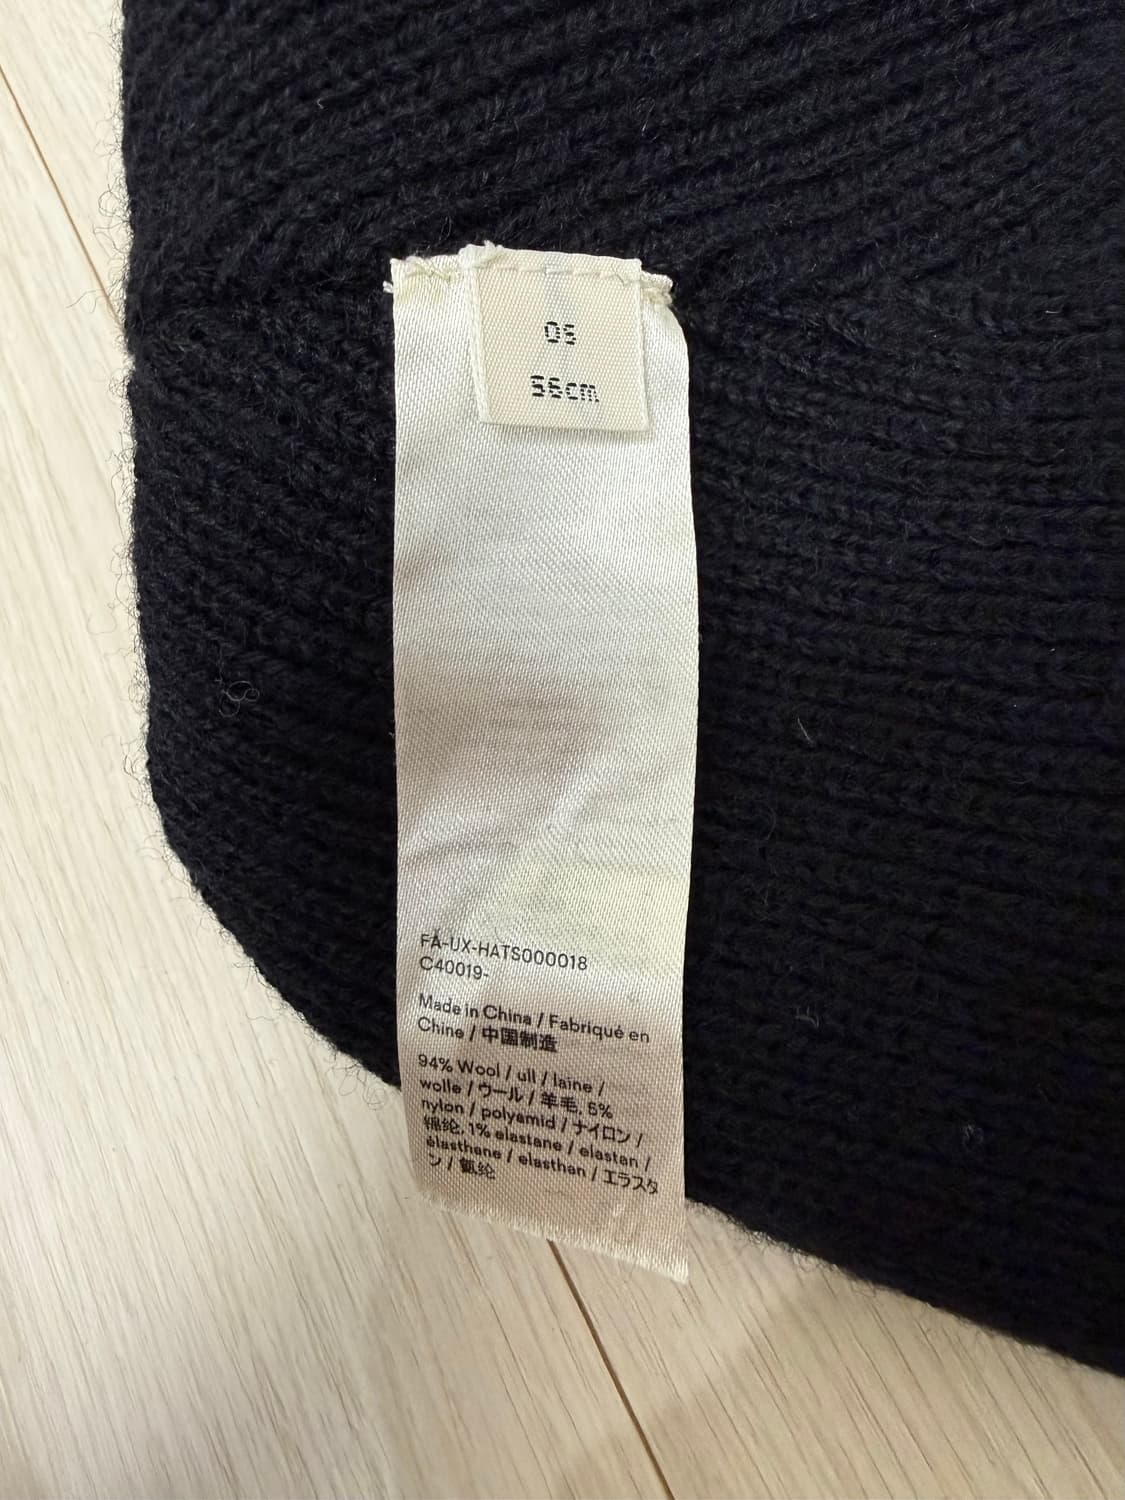 06
56cm
FA-UX-HATS000018
C40019-
Made in China / Fabriqué en
Chine / 中国制造
94% Wool / ull / laine /
wolle / ウール / 羊毛, 5%
nylon / polyamid / ナイロン /
锦纶, 1% elastane / elastan /
élasthane / elasthan / エラスタ
ン / 氨纶